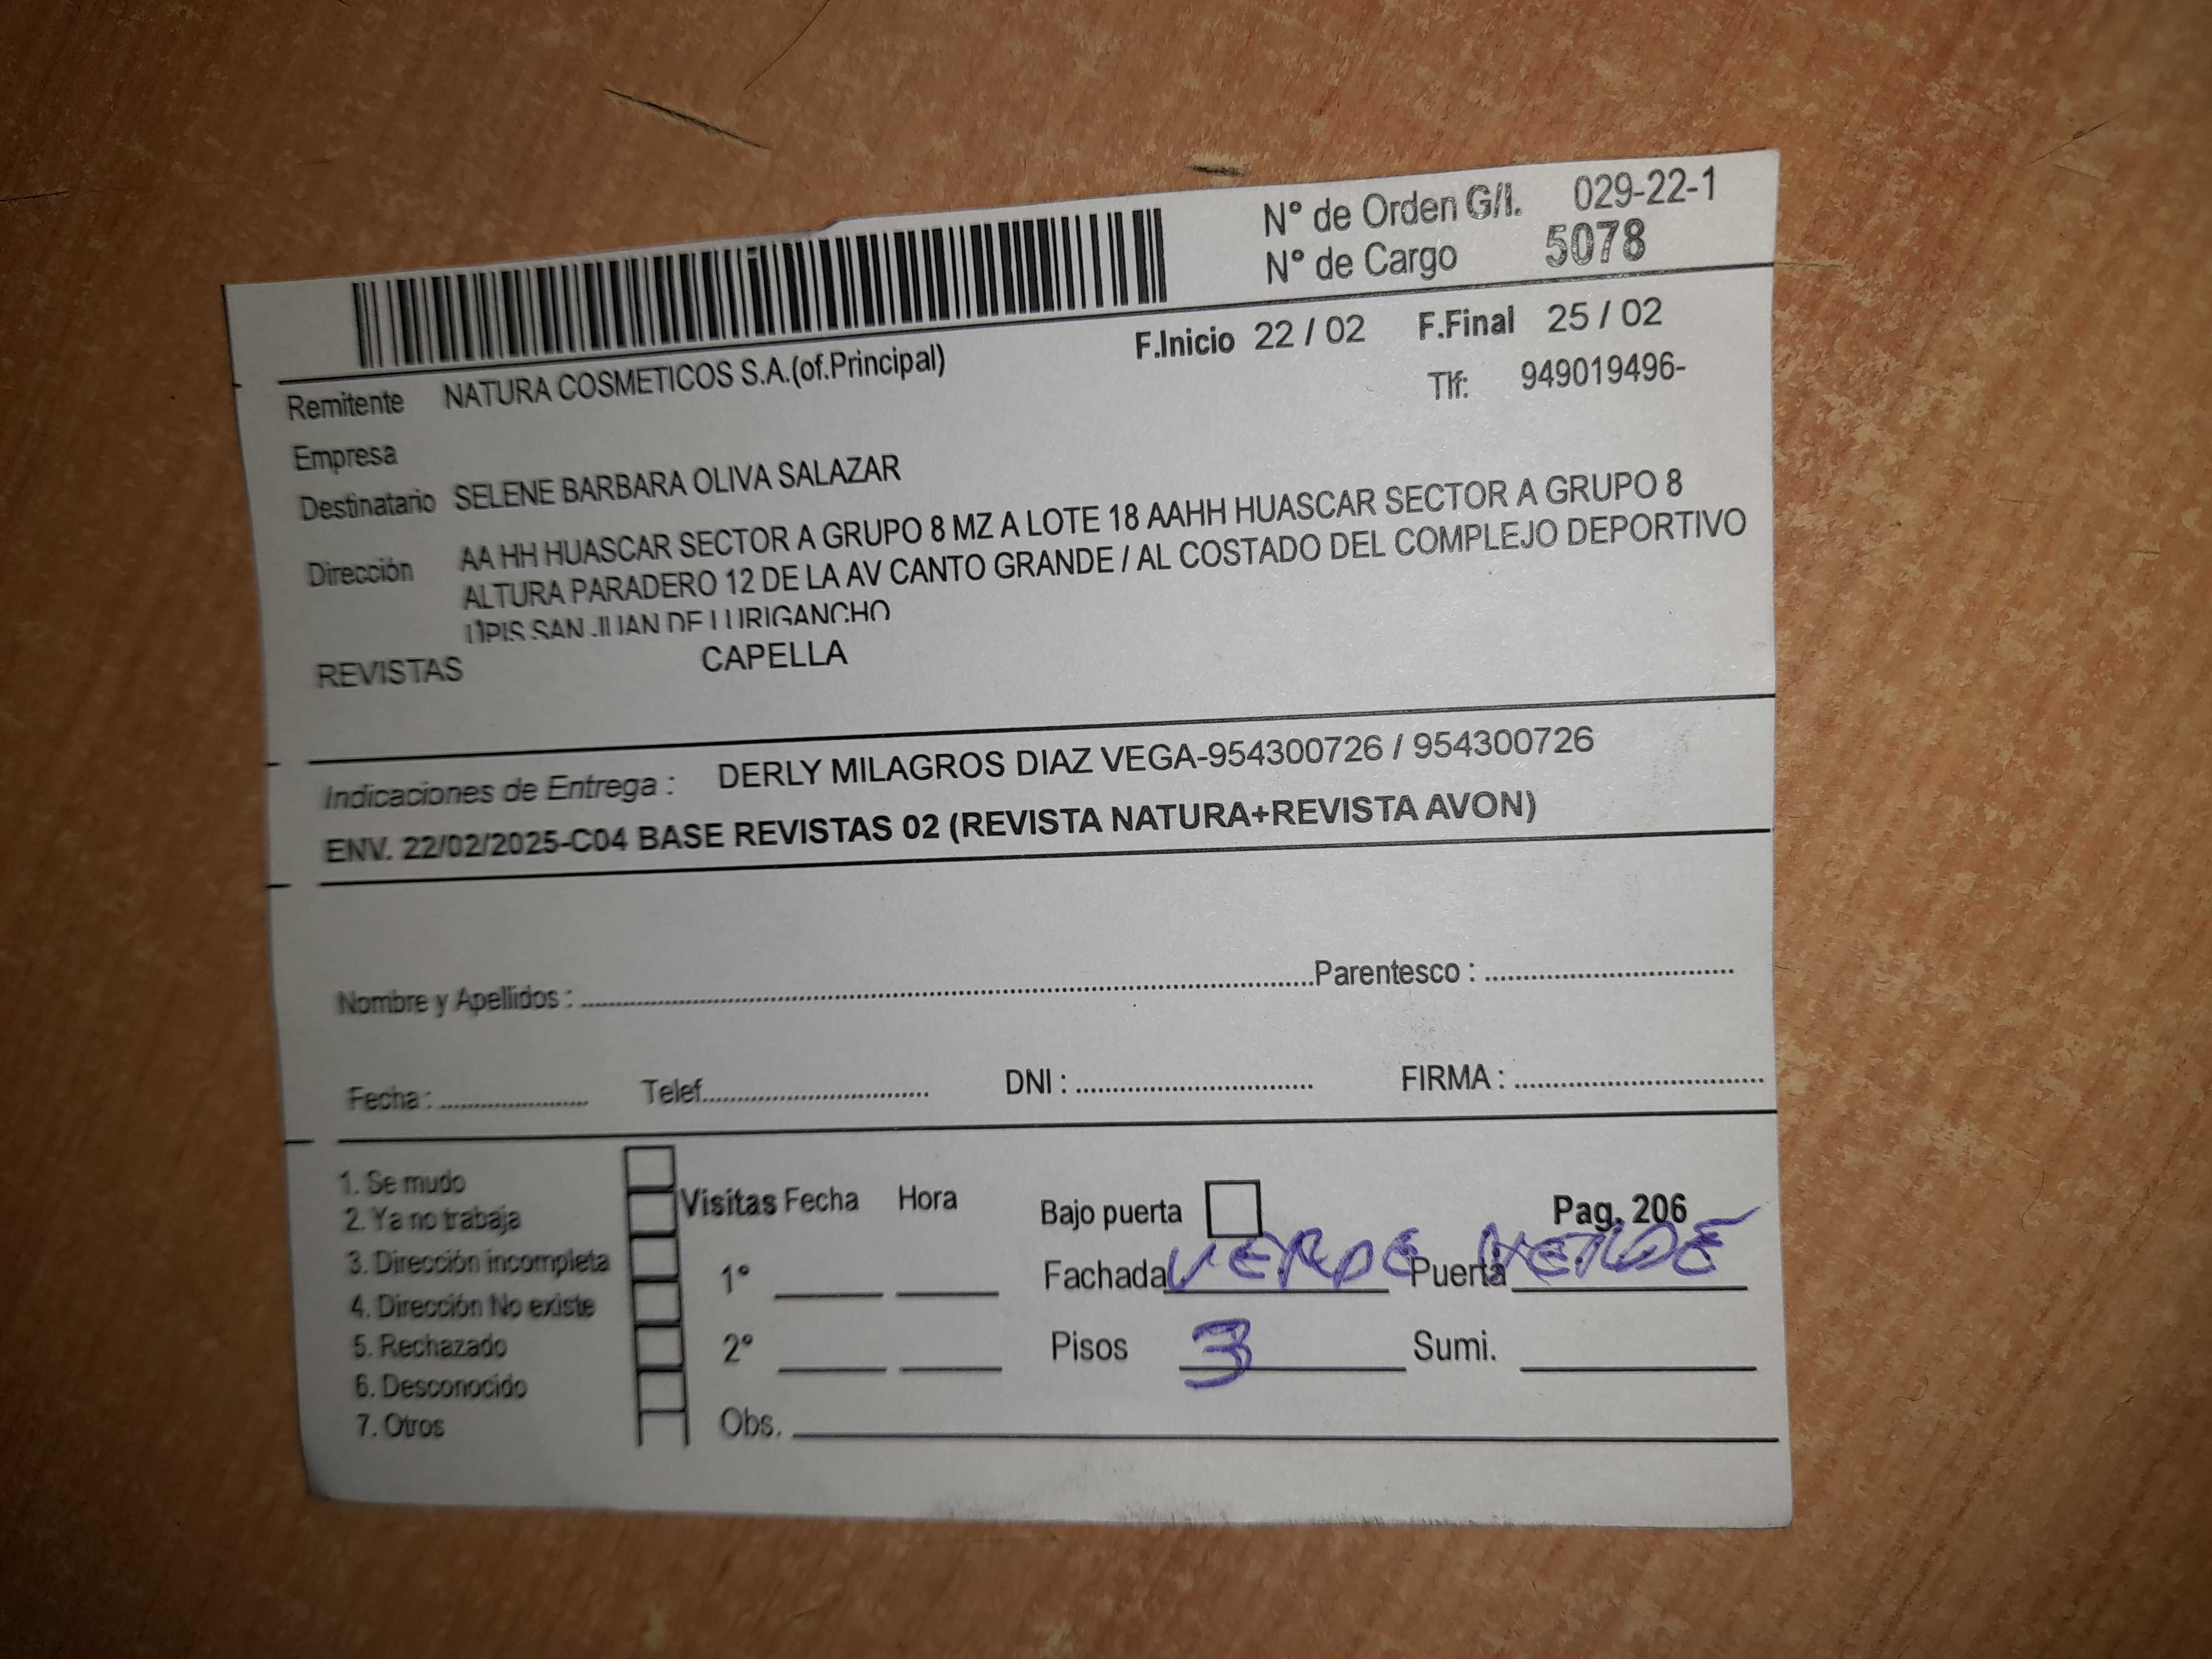 N° de Orden G/I. 029-22-1
N° de Cargo 5078
F.Inicio 22 / 02 F.Final 25 / 02
Remitente NATURA COSMETICOS S.A.(of.Principal) Tlf: 949019496-
Empresa
Destinatario SELENE BARBARA OLIVA SALAZAR
Dirección AA HH HUASCAR SECTOR A GRUPO 8 MZ A LOTE 18 AAHH HUASCAR SECTOR A GRUPO 8
ALTURA PARADERO 12 DE LA AV CANTO GRANDE / AL COSTADO DEL COMPLEJO DEPORTIVO
SAN JUAN DE LURIGANCHO
REVISTAS CAPELLA
Indicaciones de Entrega : DERLY MILAGROS DIAZ VEGA-954300726 / 954300726
ENV. 22/02/2025-C04 BASE REVISTAS 02 (REVISTA NATURA+REVISTA AVON)
Nombre y Apellidos : Parentesco :
Fecha : Telef. DNI : FIRMA :
1. Se mudo
2. Ya no trabaja
3. Dirección incompleta
4. Dirección No existe
5. Rechazado
6. Desconocido
7. Otros
Visitas Fecha Hora
1°
2°
Obs.
Bajo puerta Pag. 206
Fachada VERDE Puerta VERDE
Pisos 3 Sumi.